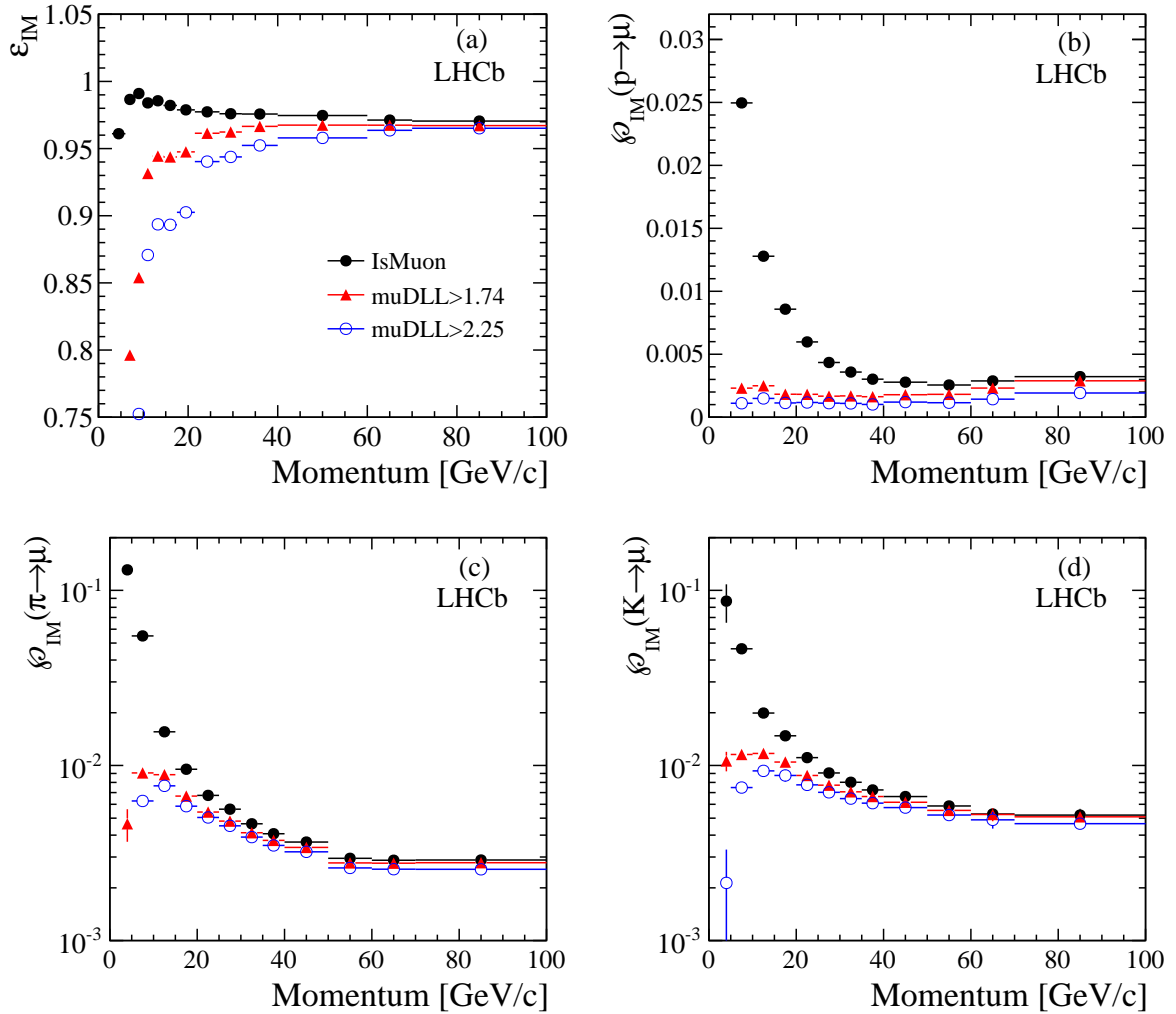 ε_IM
(a)
LHCb
IsMuon
muDLL>1.74
muDLL>2.25
1.05
1
0.95
0.9
0.85
0.8
0.75
0 20 40 60 80 100
Momentum [GeV/c]
℘_IM(p→μ)
(b)
LHCb
0.03
0.025
0.02
0.015
0.01
0.005
0
0 20 40 60 80 100
Momentum [GeV/c]
℘_IM(π→μ)
(c)
LHCb
10⁻¹
10⁻²
10⁻³
0 20 40 60 80 100
Momentum [GeV/c]
℘_IM(K→μ)
(d)
LHCb
10⁻¹
10⁻²
10⁻³
0 20 40 60 80 100
Momentum [GeV/c]